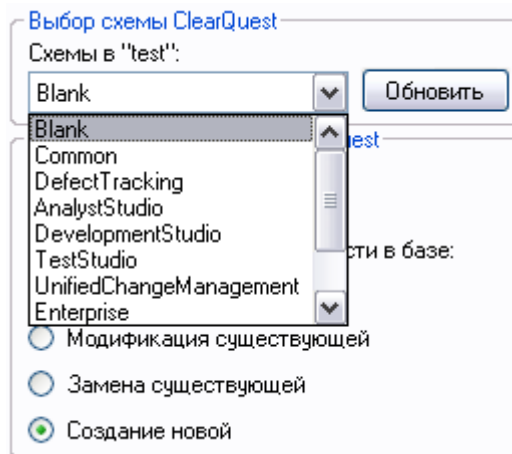 Выбор схемы ClearQuest
Схемы в "test":
Blank
Обновить
Blank
Common
DefectTracking
AnalystStudio
DevelopmentStudio
TestStudio
UnifiedChangeManagement
Enterprise
Модификация существующей
Замена существующей
Создание новой